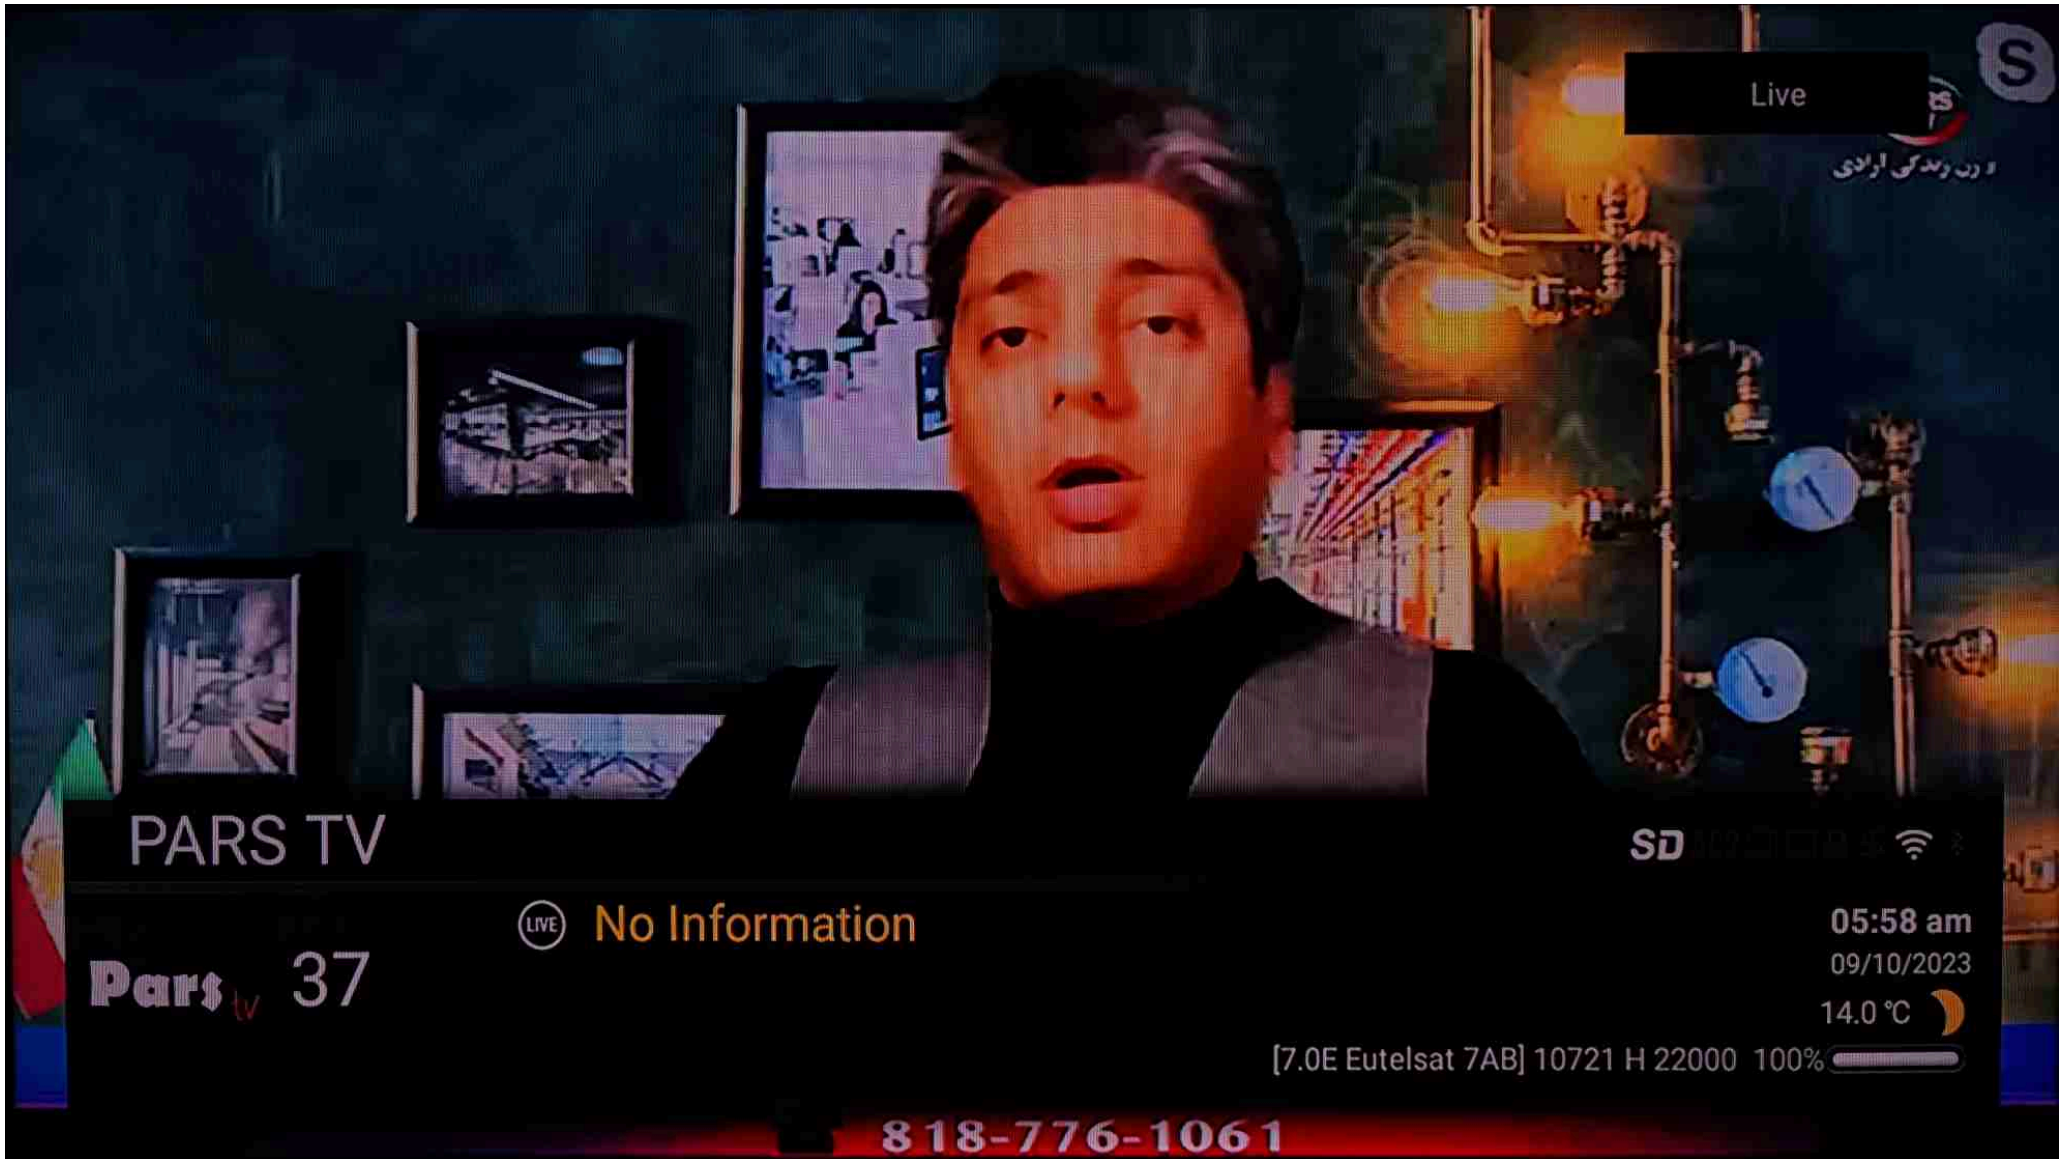 S
Live
RS
PARS TV
SD
LIVE No Information
05:58 am
Pars tv 37
09/10/2023
14.0 °C
[7.0E Eutelsat 7AB] 10721 H 22000 100%
818-776-1061